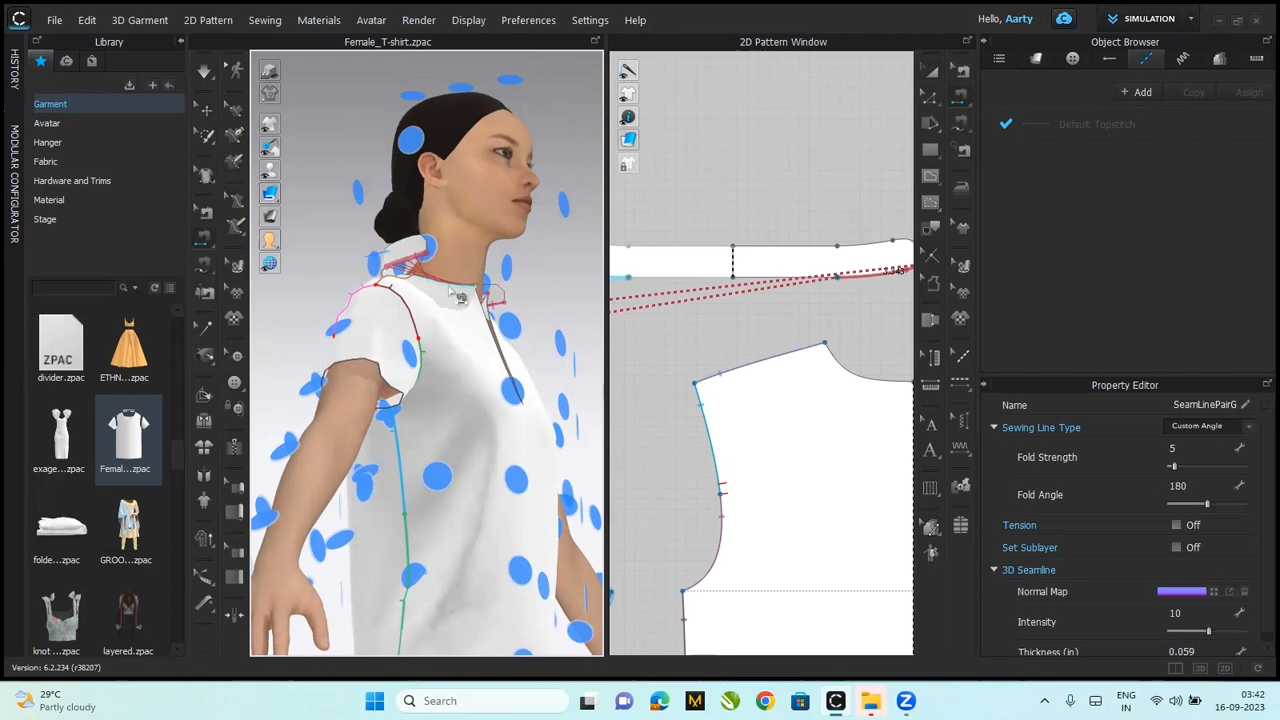 File Edit 3D Garment 2D Pattern Sewing Materials Avatar Render Display Preferences Settings Help
Hello, Aarty
SIMULATION
HISTORY
MODULAR CONFIGURATOR
Library
Female_T-shirt.zpac
2D Pattern Window
Object Browser
Garment
Avatar
Hanger
Fabric
Hardware and Trims
Material
Stage
+ Add
Copy
Assign
Default Topstitch
ZPAC
divider.zpac
ETHN...zpac
exage...zpac
Femal...zpac
folde...zpac
GROO...zpac
knot ...zpac
layered.zpac
3.343
Property Editor
Name SeamLinePairG
Sewing Line Type Custom Angle
Fold Strength 5
Fold Angle 180
Tension Off
Set Sublayer Off
3D Seamline
Normal Map
Intensity 10
Thickness (in) 0.059
Version: 6.2.234 (r38207)
3D
2D
29°C
Partly cloudy
Search
ENG
IN
03:42
16-09-2023